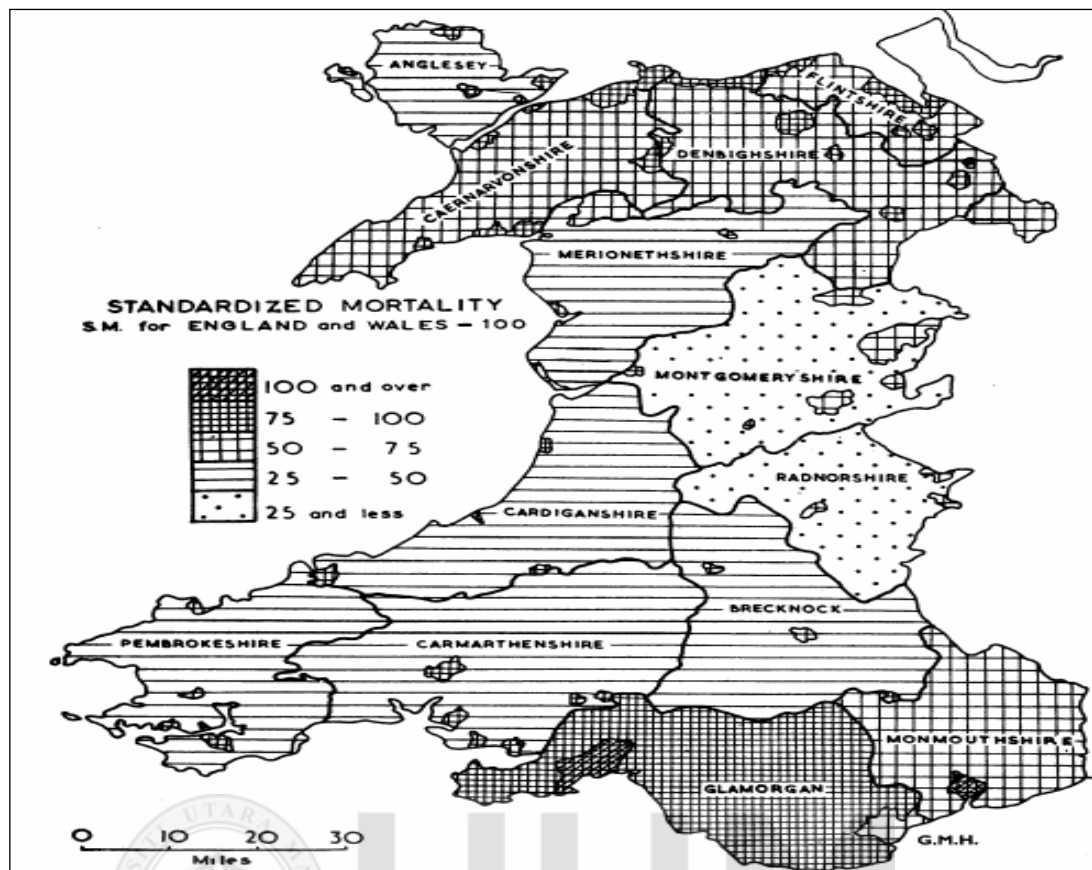 ANGLESEY
FLINTSHIRE
DENBIGHSHIRE
CAERNARVONSHIRE
MERIONETHSHIRE
STANDARDIZED MORTALITY
S.M. for ENGLAND and WALES – 100
100 and over
75 – 100
50 – 75
25 – 50
25 and less
MONTGOMERYSHIRE
RADNORSHIRE
CARDIGANSHIRE
BRECKNOCK
PEMBROKESHIRE
CARMARTHENSHIRE
MONMOUTHSHIRE
GLAMORGAN
G.M.H.
0 10 20 30
Miles
UTARA